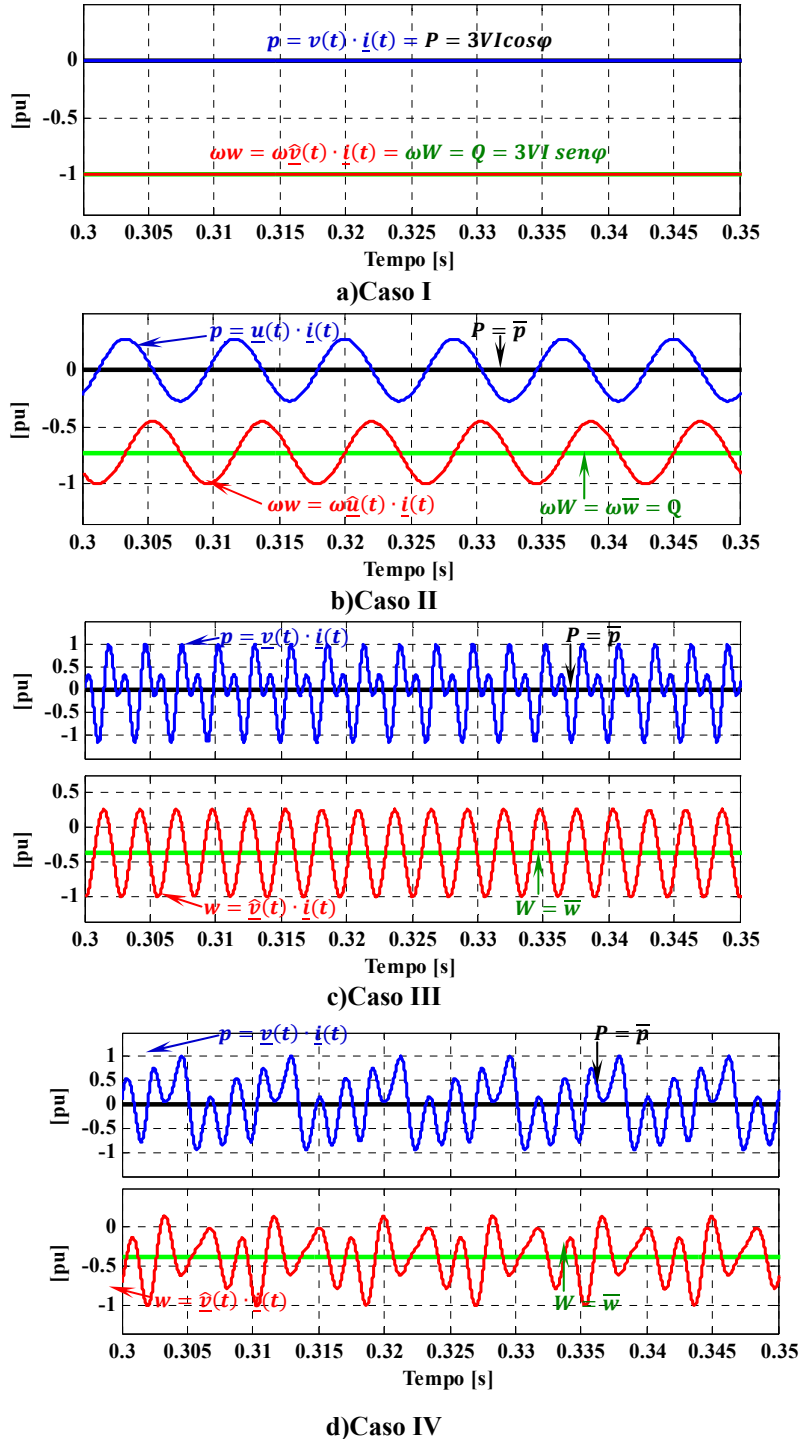 p = v(t) · i̲(t) = P = 3VIcosφ
0
-0.5
-1
[pu]
ωw = ωv̲̂(t) · i̲(t) = ωW = Q = 3VI senφ
0.3 0.305 0.31 0.315 0.32 0.325 0.33 0.335 0.34 0.345 0.35
Tempo [s]
a)Caso I
p = u̲(t) · i̲(t)
P = p̅
0
-0.5
-1
[pu]
ωw = ωû̲(t) · i̲(t)
ωW = ωw̅ = Q
0.3 0.305 0.31 0.315 0.32 0.325 0.33 0.335 0.34 0.345 0.35
Tempo [s]
b)Caso II
p = v̲(t) · i̲(t)
P = p̅
1
0.5
0
-0.5
-1
[pu]
0.5
0
-0.5
-1
[pu]
w = v̲̂(t) · i̲(t)
W = w̅
0.3 0.305 0.31 0.315 0.32 0.325 0.33 0.335 0.34 0.345 0.35
Tempo [s]
c)Caso III
p = v̲(t) · i̲(t)
P = p̅
1
0.5
0
-0.5
-1
[pu]
0
-0.5
-1
[pu]
w = v̲̂(t) · i̲(t)
W = w̅
0.3 0.305 0.31 0.315 0.32 0.325 0.33 0.335 0.34 0.345 0.35
Tempo [s]
d)Caso IV